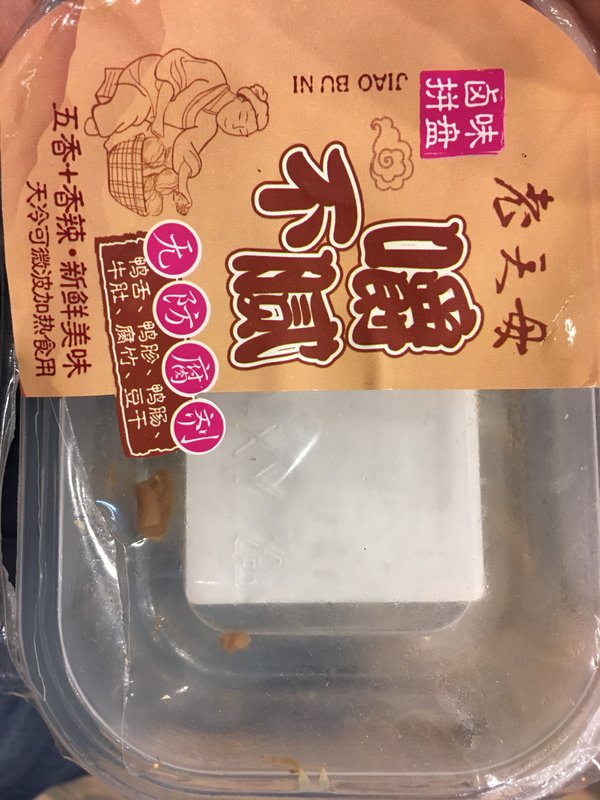 老天母
卤味
拼盘
嚼
不腻
JIAO BU NI
无防腐剂
鸭舌、鸭胗、鸭肠、
牛肚、腐竹、豆干
五香+香辣·新鲜美味
天冷可微波加热食用